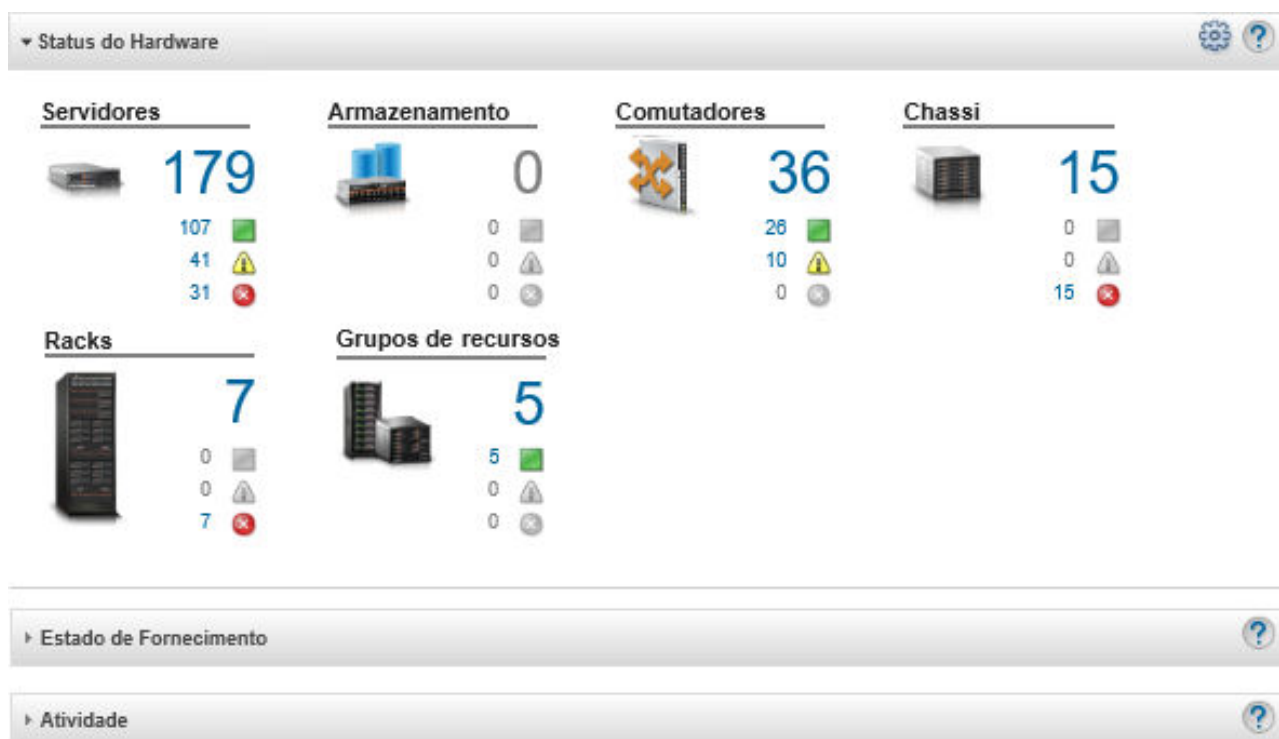 Status do Hardware
Servidores
179
107
41
31
Armazenamento
0
0
0
0
Comutadores
36
26
10
0
Chassi
15
0
0
15
Racks
7
0
0
7
Grupos de recursos
5
5
0
0
Estado de Fornecimento
Atividade